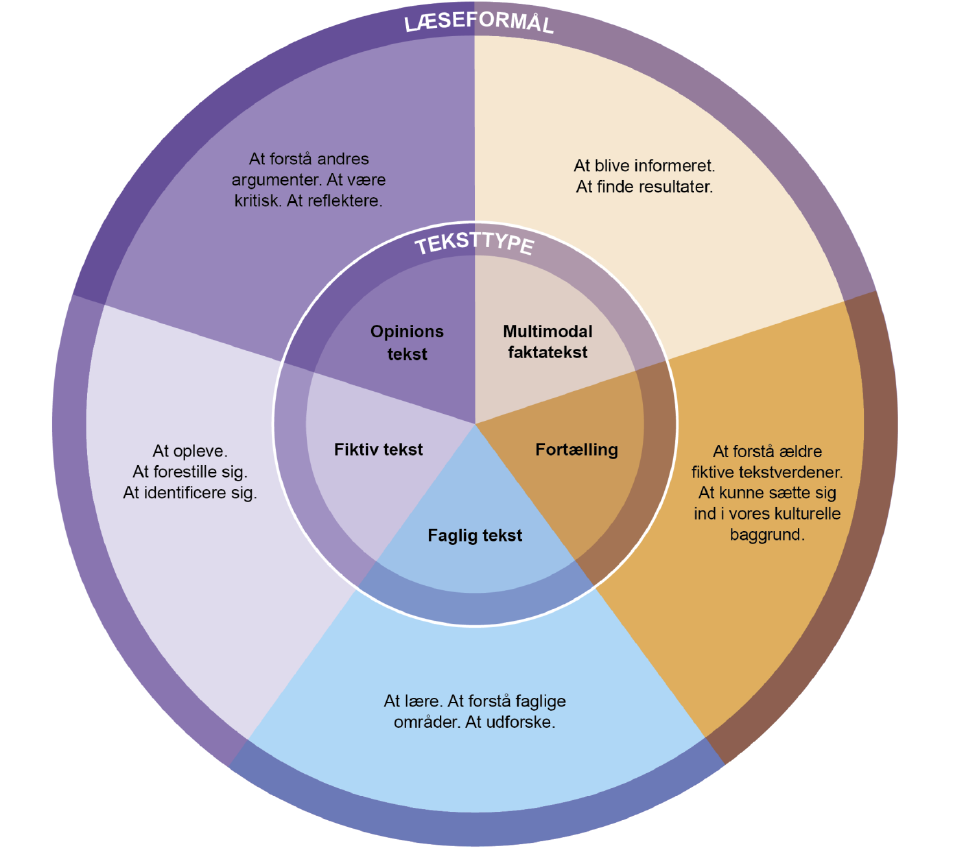 LÆSEFORMÅL
At forstå andres
argumenter. At være
kritisk. At reflektere.
At blive informeret.
At finde resultater.
TEKSTTYPE
Opinions
tekst
Multimodal
faktatekst
At opleve.
At forestille sig.
At identificere sig.
Fiktiv tekst
Fortælling
At forstå ældre
fiktive tekstverdener.
At kunne sætte sig
ind i vores kulturelle
baggrund.
Faglig tekst
At lære. At forstå faglige
områder. At udforske.